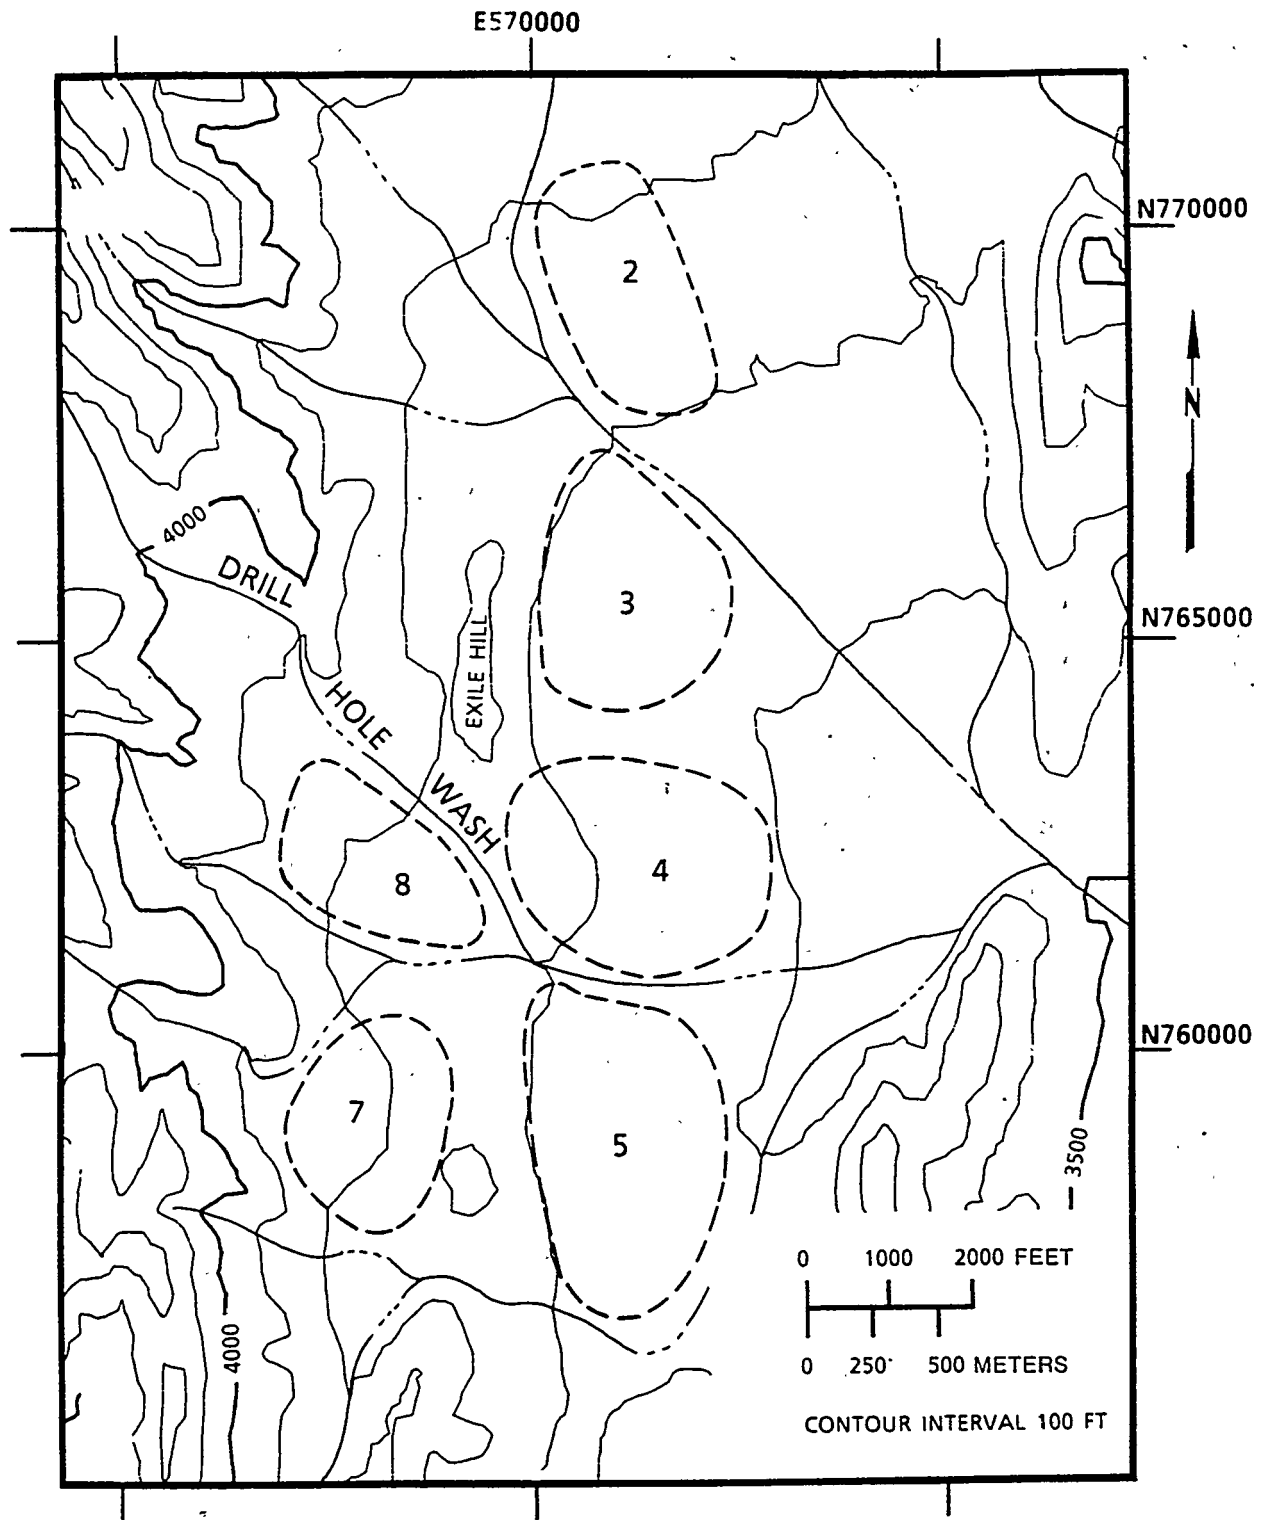 E570000
N770000
2
4000
DRILL
3
N765000
EXILE HILL
HOLE
WASH
4
8
N760000
7
5
3500
0 1000 2000 FEET
4000
0 250 500 METERS
CONTOUR INTERVAL 100 FT
N